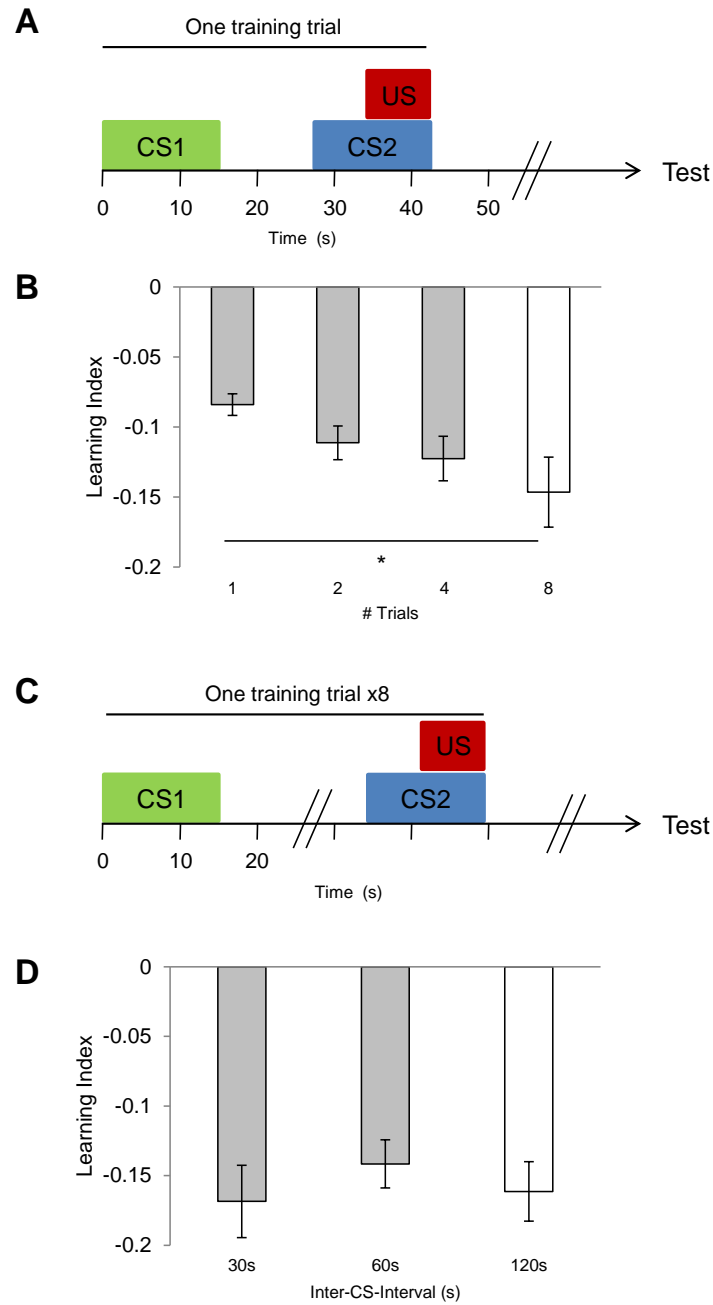 A
One training trial
US
CS1 CS2
Test
0 10 20 30 40 50
Time (s)
B
0
-0.05
-0.1
-0.15
-0.2
Learning Index
*
1 2 4 8
# Trials
C
One training trial x8
US
CS1 CS2
Test
0 10 20
Time (s)
D
0
-0.05
-0.1
-0.15
-0.2
Learning Index
30s 60s 120s
Inter-CS-Interval (s)